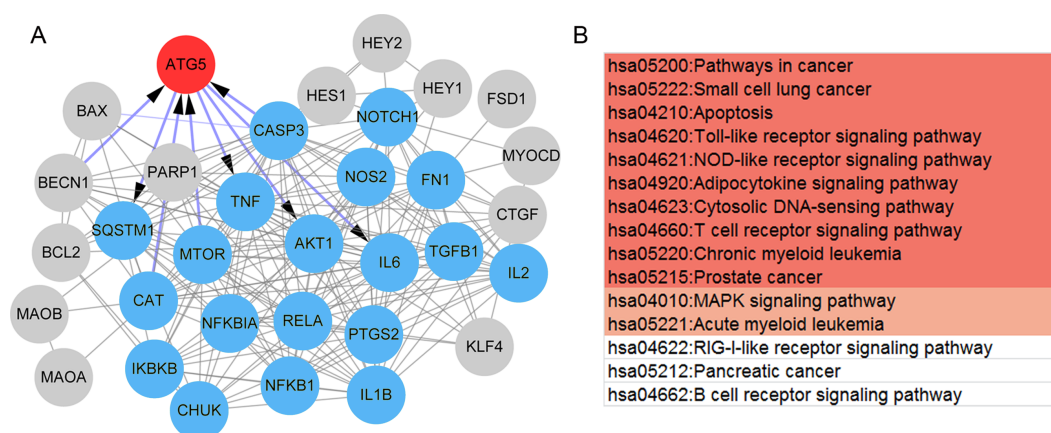 A
B
HEY2
ATG5
HEY1
HES1
FSD1
BAX
NOTCH1
CASP3
MYOCD
PARP1
BECN1
NOS2
FN1
TNF
CTGF
SQSTM1
AKT1
TGFB1
MTOR
BCL2
IL6
IL2
CAT
MAOB
NFKBIA
RELA
PTGS2
KLF4
IKBKB
MAOA
NFKB1
IL1B
CHUK
hsa05200:Pathways in cancer
hsa05222:Small cell lung cancer
hsa04210:Apoptosis
hsa04620:Toll-like receptor signaling pathway
hsa04621:NOD-like receptor signaling pathway
hsa04920:Adipocytokine signaling pathway
hsa04623:Cytosolic DNA-sensing pathway
hsa04660:T cell receptor signaling pathway
hsa05220:Chronic myeloid leukemia
hsa05215:Prostate cancer
hsa04010:MAPK signaling pathway
hsa05221:Acute myeloid leukemia
hsa04622:RIG-I-like receptor signaling pathway
hsa05212:Pancreatic cancer
hsa04662:B cell receptor signaling pathway